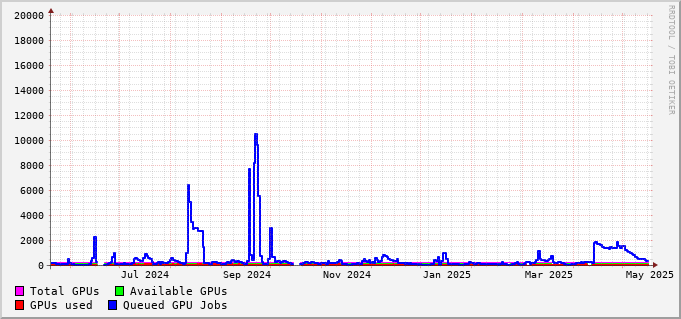 20000
18000
16000
14000
12000
10000
8000
6000
4000
2000
0
Jul 2024 Sep 2024 Nov 2024 Jan 2025 Mar 2025 May 2025
Total GPUs Available GPUs
GPUs used Queued GPU Jobs
RRDTOOL / TOBI OETIKER